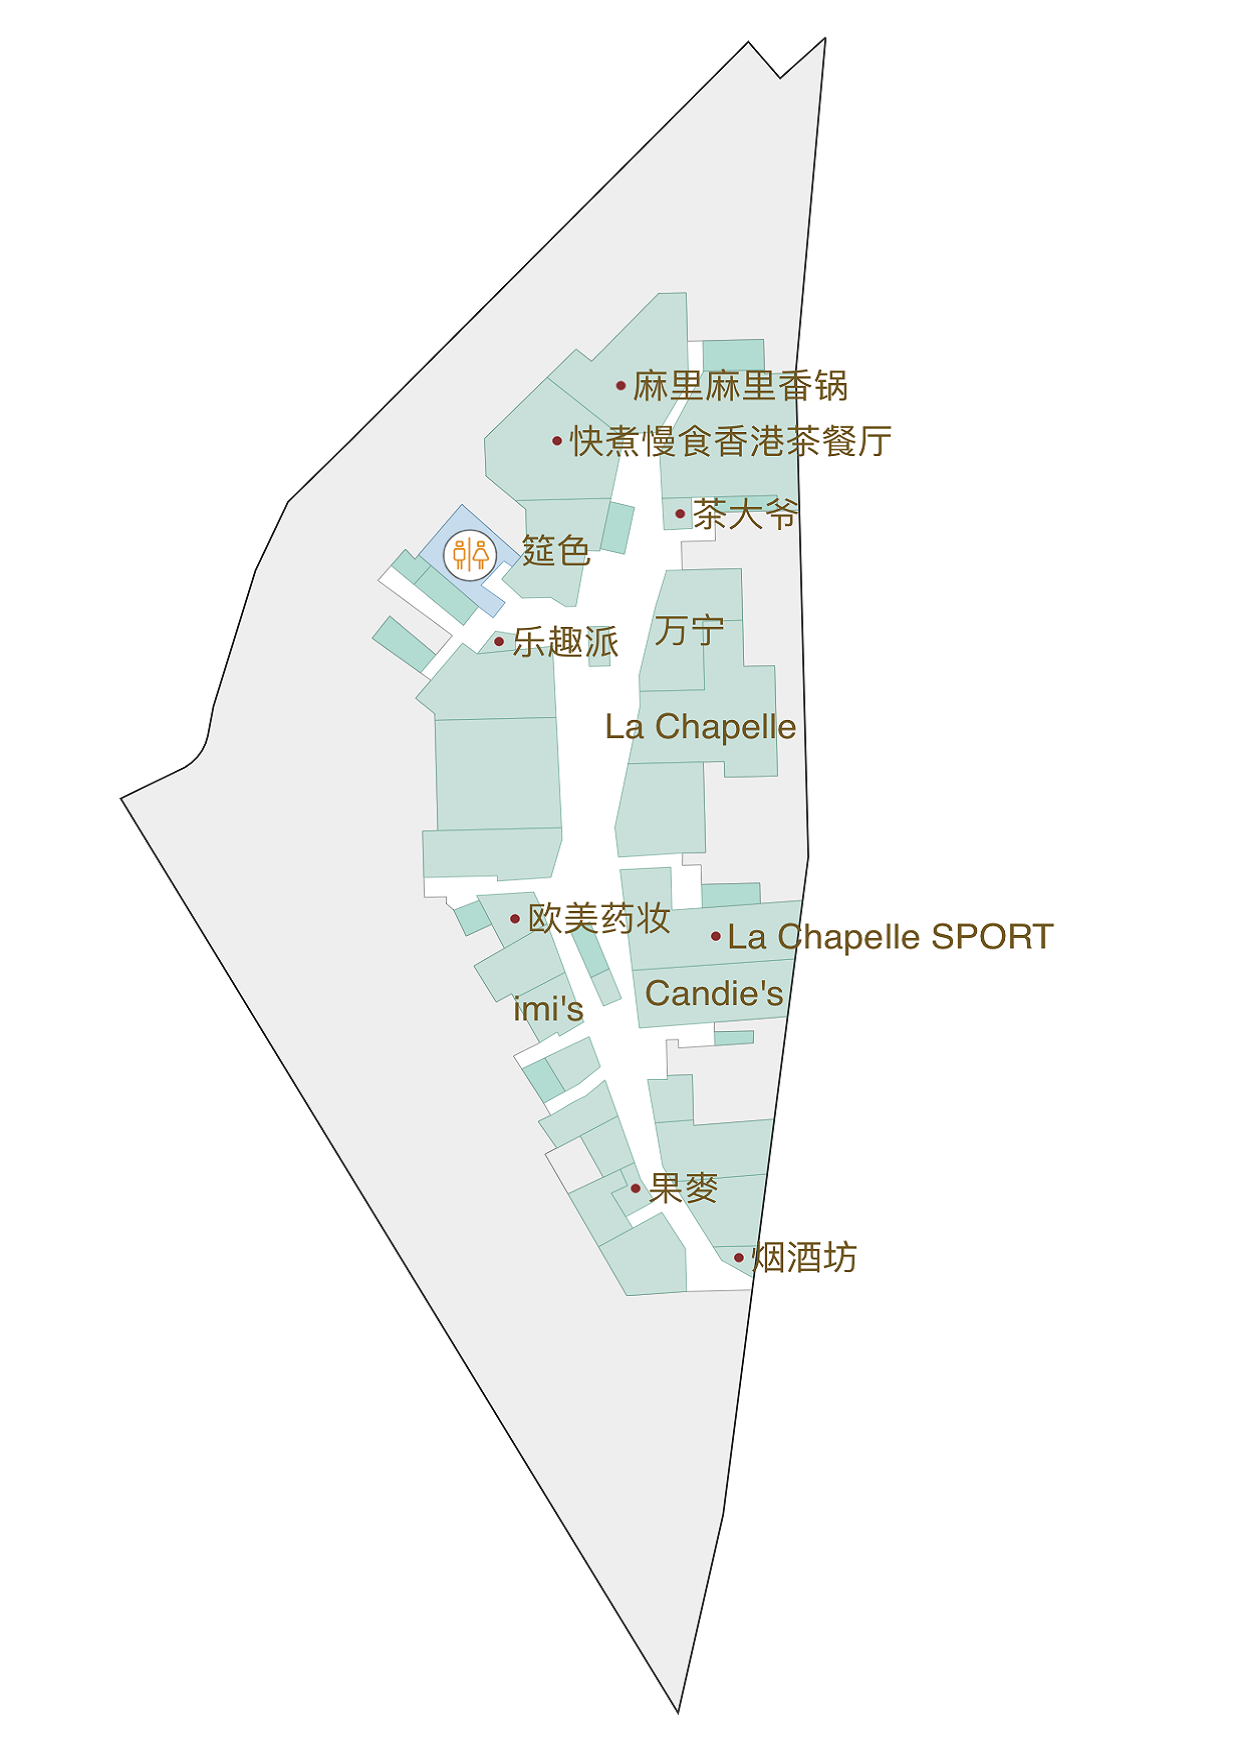 麻里麻里香锅
快煮慢食香港茶餐厅
茶大爷
筵色
万宁
乐趣派
La Chapelle
欧美药妆
La Chapelle SPORT
Candie's
imi's
果麥
烟酒坊